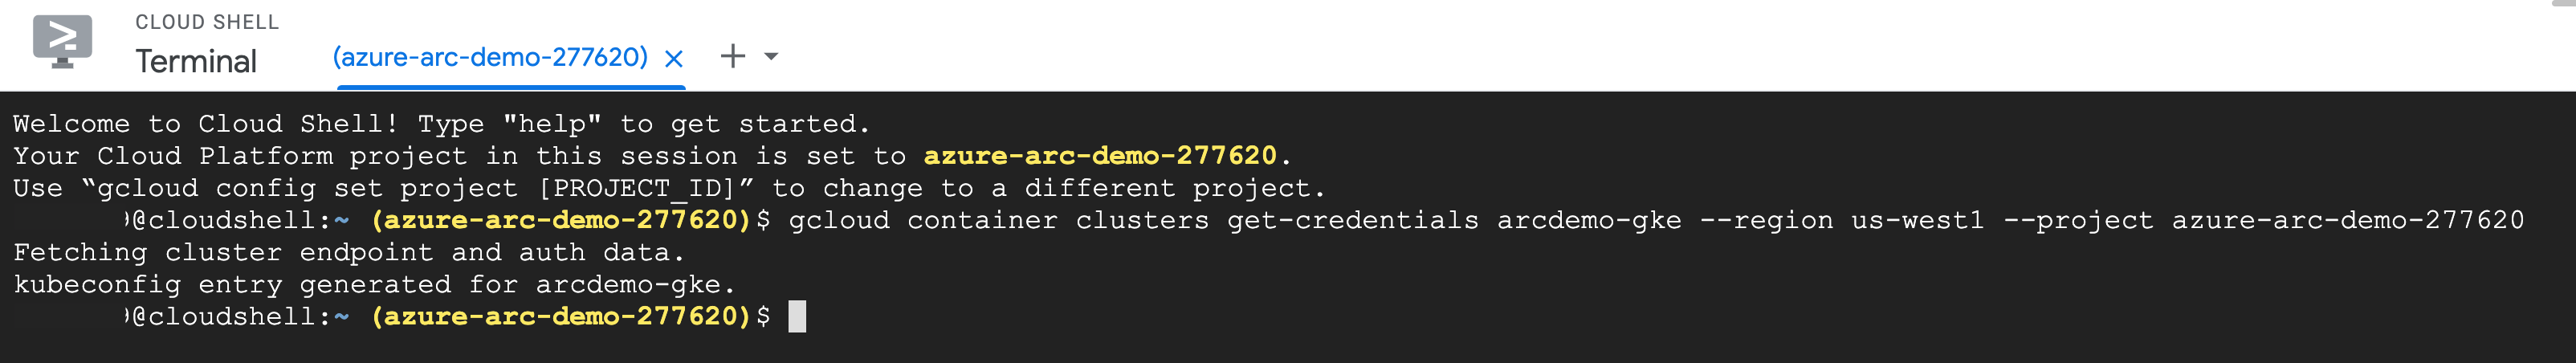 CLOUD SHELL
Terminal
(azure-arc-demo-277620)
Welcome to Cloud Shell! Type "help" to get started.
Your Cloud Platform project in this session is set to azure-arc-demo-277620.
Use “gcloud config set project [PROJECT_ID]” to change to a different project.
@cloudshell:~ (azure-arc-demo-277620)$ gcloud container clusters get-credentials arcdemo-gke --region us-west1 --project azure-arc-demo-277620
Fetching cluster endpoint and auth data.
kubeconfig entry generated for arcdemo-gke.
@cloudshell:~ (azure-arc-demo-277620)$